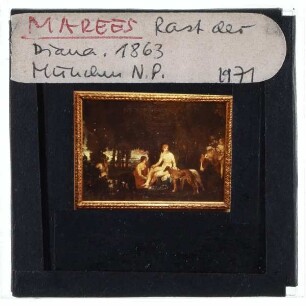 MAREES Rast der
Diana. 1863
München N.P. 1971